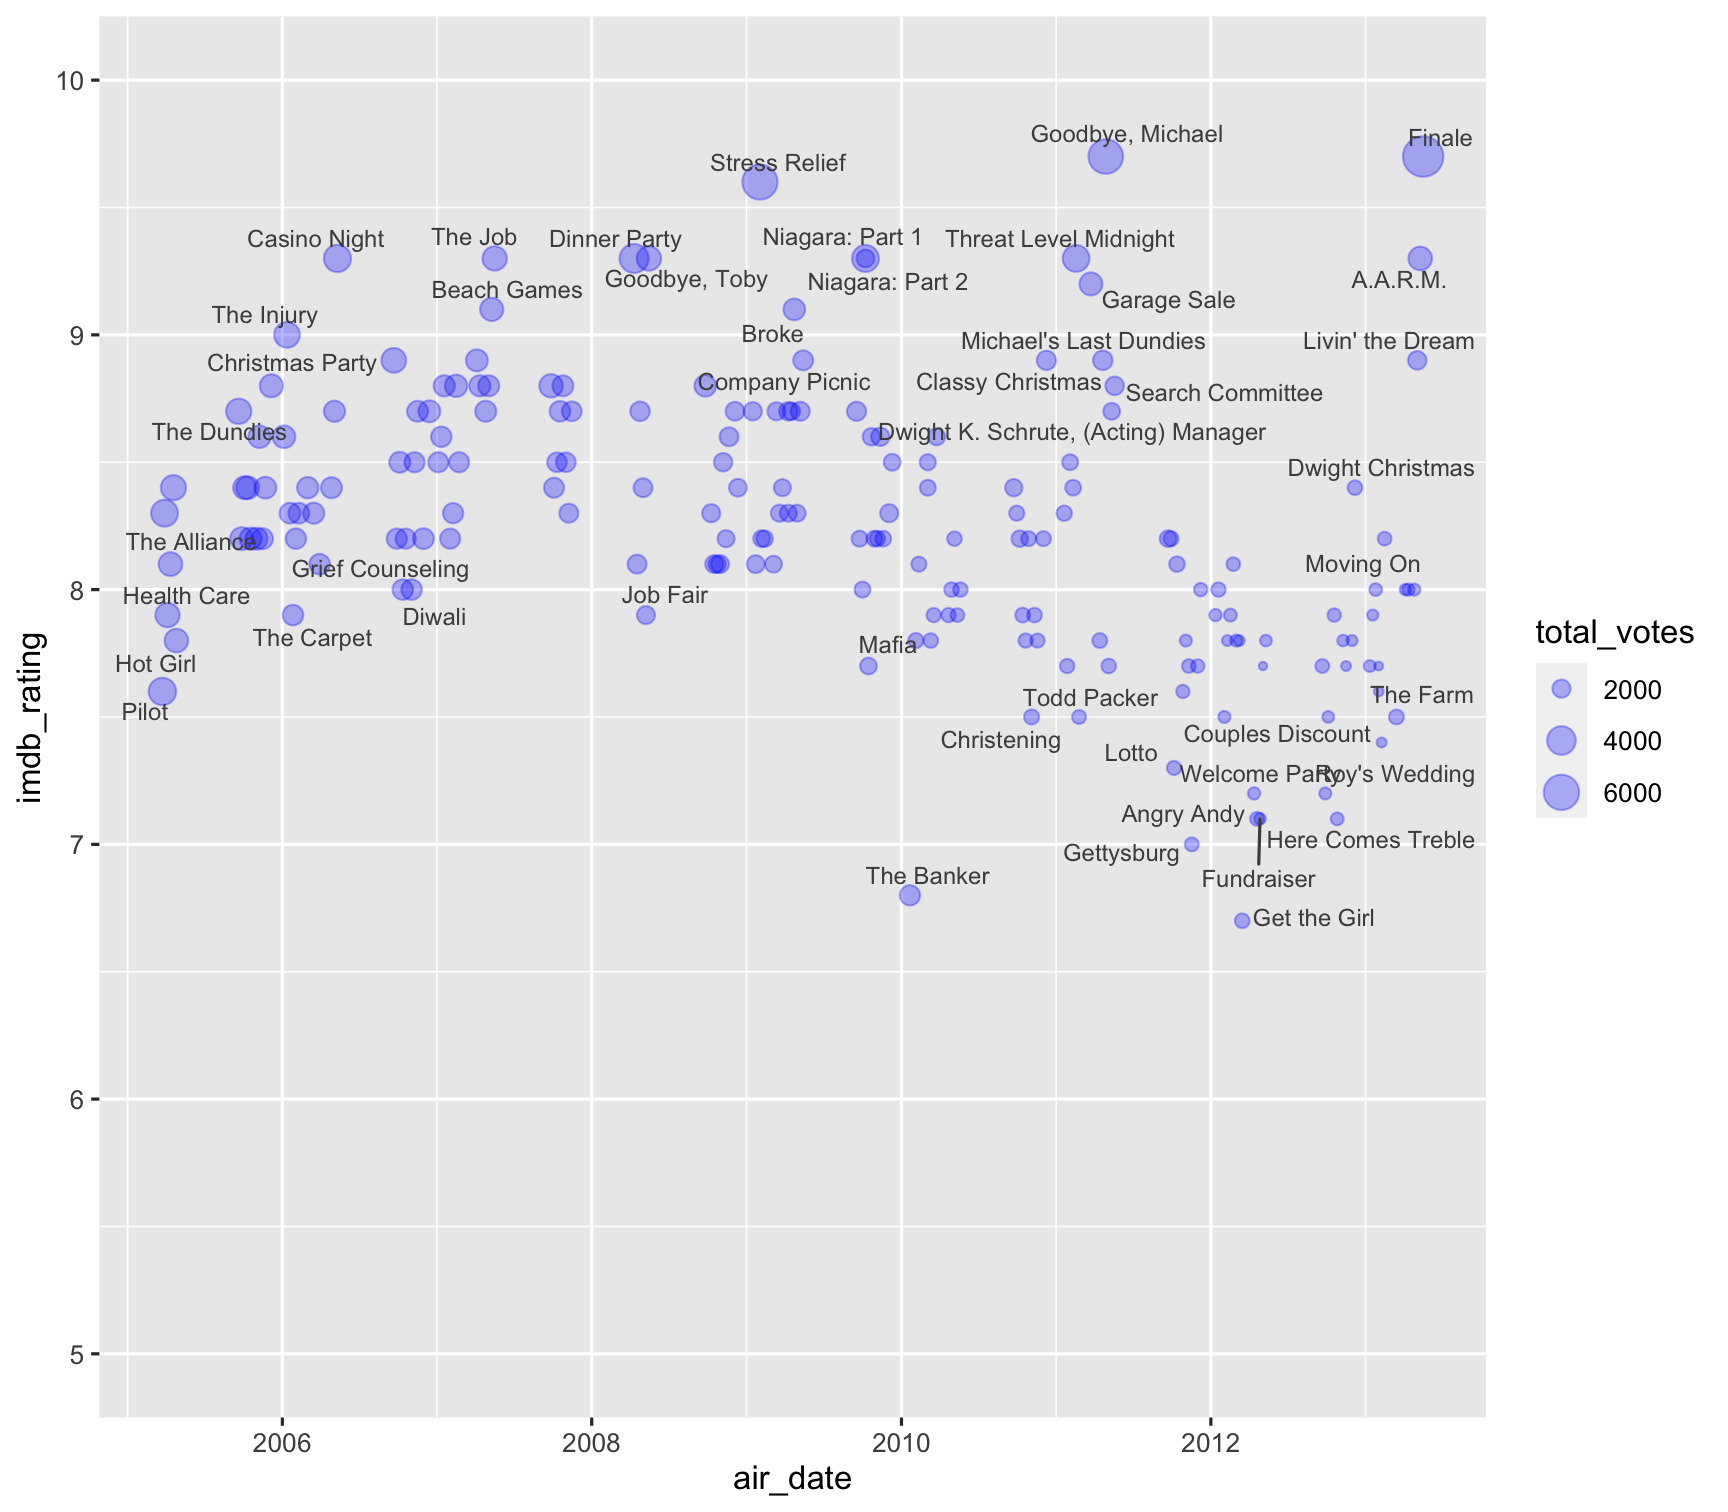 10
9
8
7
6
5
imdb_rating
Goodbye, Michael
Finale
Stress Relief
Casino Night
The Job
Dinner Party
Niagara: Part 1
Threat Level Midnight
Goodbye, Toby
Niagara: Part 2
A.A.R.M.
Beach Games
Garage Sale
The Injury
Broke
Michael's Last Dundies
Livin' the Dream
Christmas Party
Company Picnic
Classy Christmas
Search Committee
The Dundies
Dwight K. Schrute, (Acting) Manager
Dwight Christmas
The Alliance
Grief Counseling
Moving On
Health Care
Job Fair
Diwali
The Carpet
Mafia
Hot Girl
Todd Packer
The Farm
Pilot
Christening
Couples Discount
Lotto
Welcome Party
Roy's Wedding
Angry Andy
Here Comes Treble
Gettysburg
The Banker
Fundraiser
Get the Girl
2006
2008
2010
2012
air_date
total_votes
2000
4000
6000